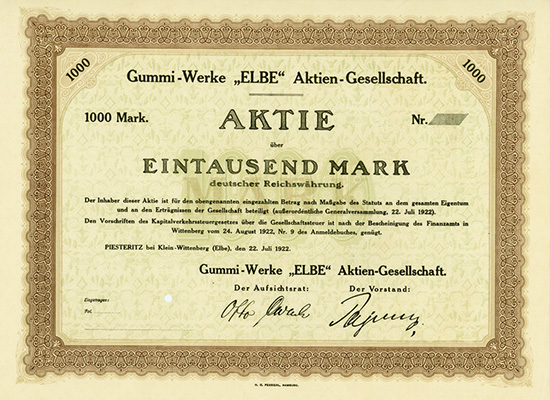 1000
1000
Gummi-Werke „ELBE“ Aktien-Gesellschaft.
1000 Mark.
AKTIE
Nr.
über
EINTAUSEND MARK
deutscher Reichswährung.
Der Inhaber dieser Aktie ist für den obengenannten eingezahlten Betrag nach Maßgabe des Statuts an dem gesamten Eigentum
und an den Erträgnissen der Gesellschaft beteiligt (außerordentliche Generalversammlung, 22. Juli 1922).
Den Vorschriften des Kapitalverkehrsteuergesetzes über die Gesellschaftssteuer ist nach der Bescheinigung des Finanzamts in
Wittenberg vom 24. August 1922, Nr. 9 des Anmeldebuches, genügt.
PIESTERITZ bei Klein-Wittenberg (Elbe), den 22. Juli 1922.
Gummi-Werke „ELBE“ Aktien-Gesellschaft.
Der Aufsichtsrat:
Der Vorstand:
Eingetragen:
Fol.
Otto
H. O. PERSIEHL, HAMBURG.